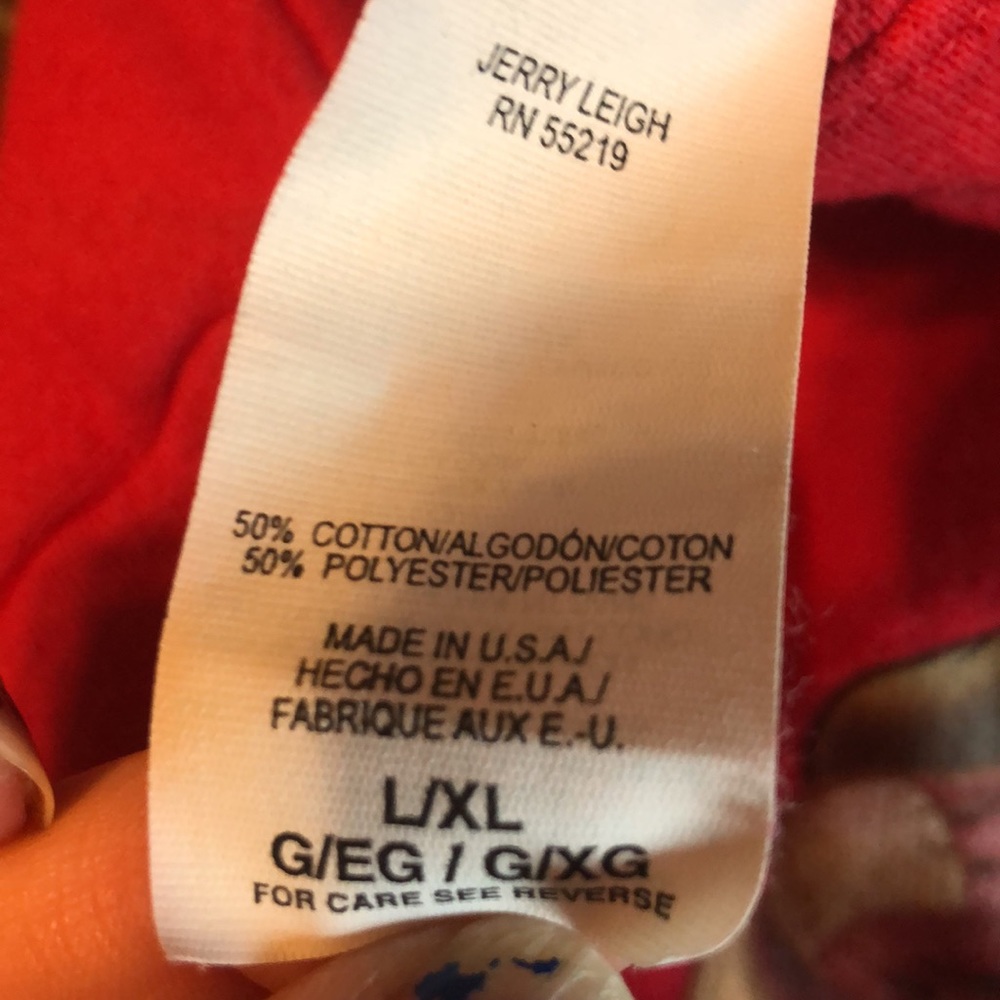 JERRY LEIGH
RN 55219
50% COTTON/ALGODÓN/COTON
50% POLYESTER/POLIESTER
MADE IN U.S.A./
HECHO EN E.U.A./
FABRIQUE AUX E.-U.
L/XL
G/EG / G/XG
FOR CARE SEE REVERSE